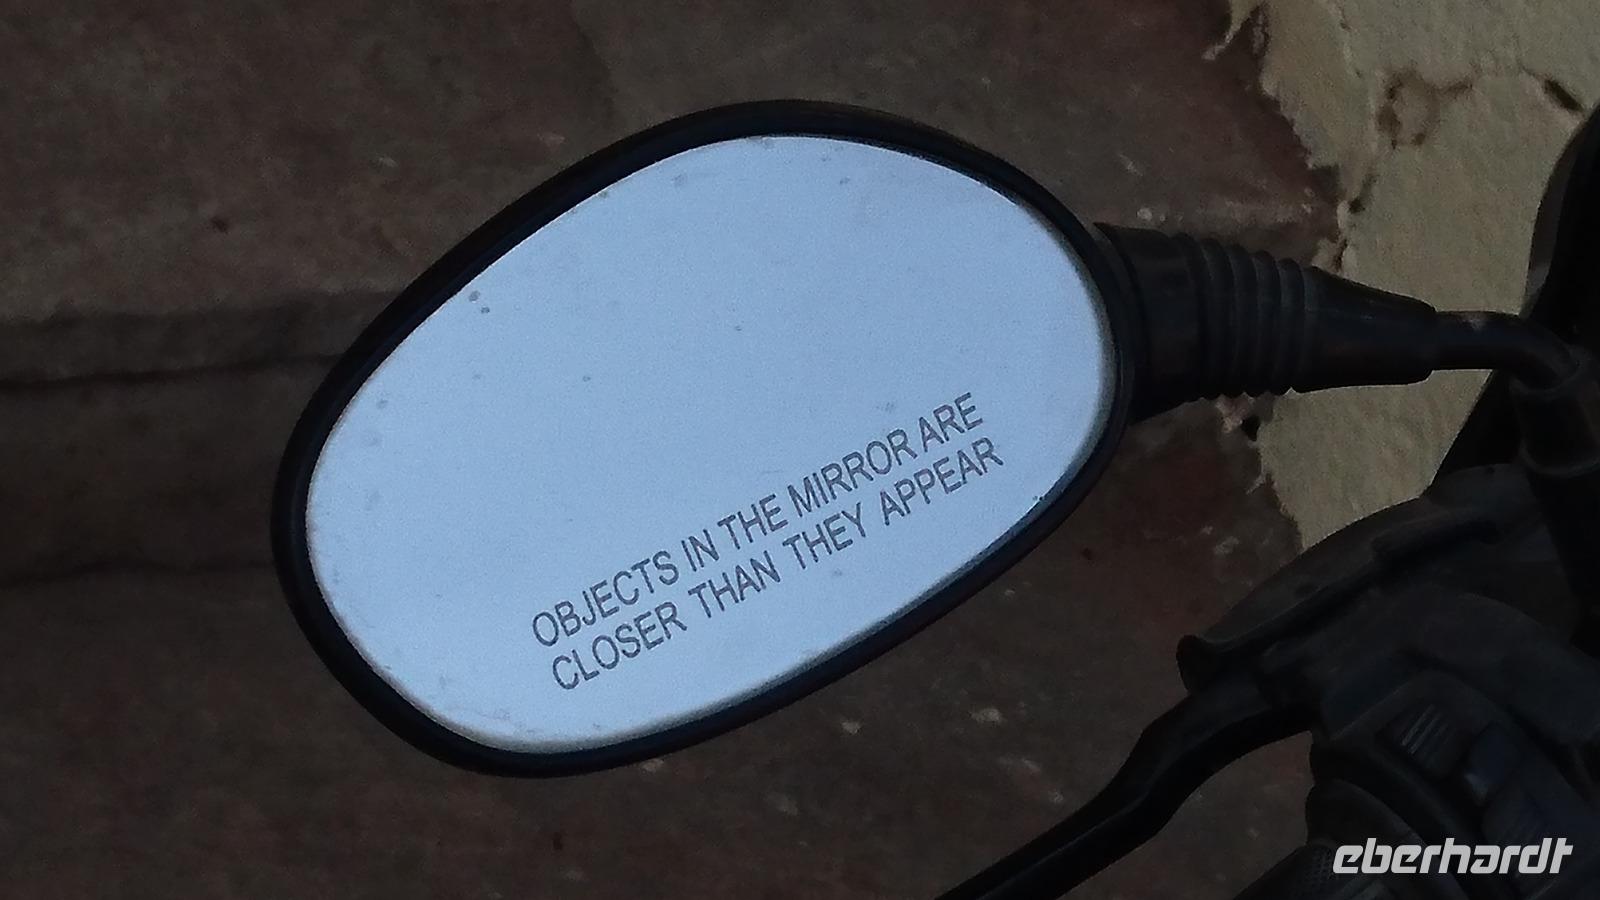 OBJECTS IN THE MIRROR ARE
CLOSER THAN THEY APPEAR
eberhardt